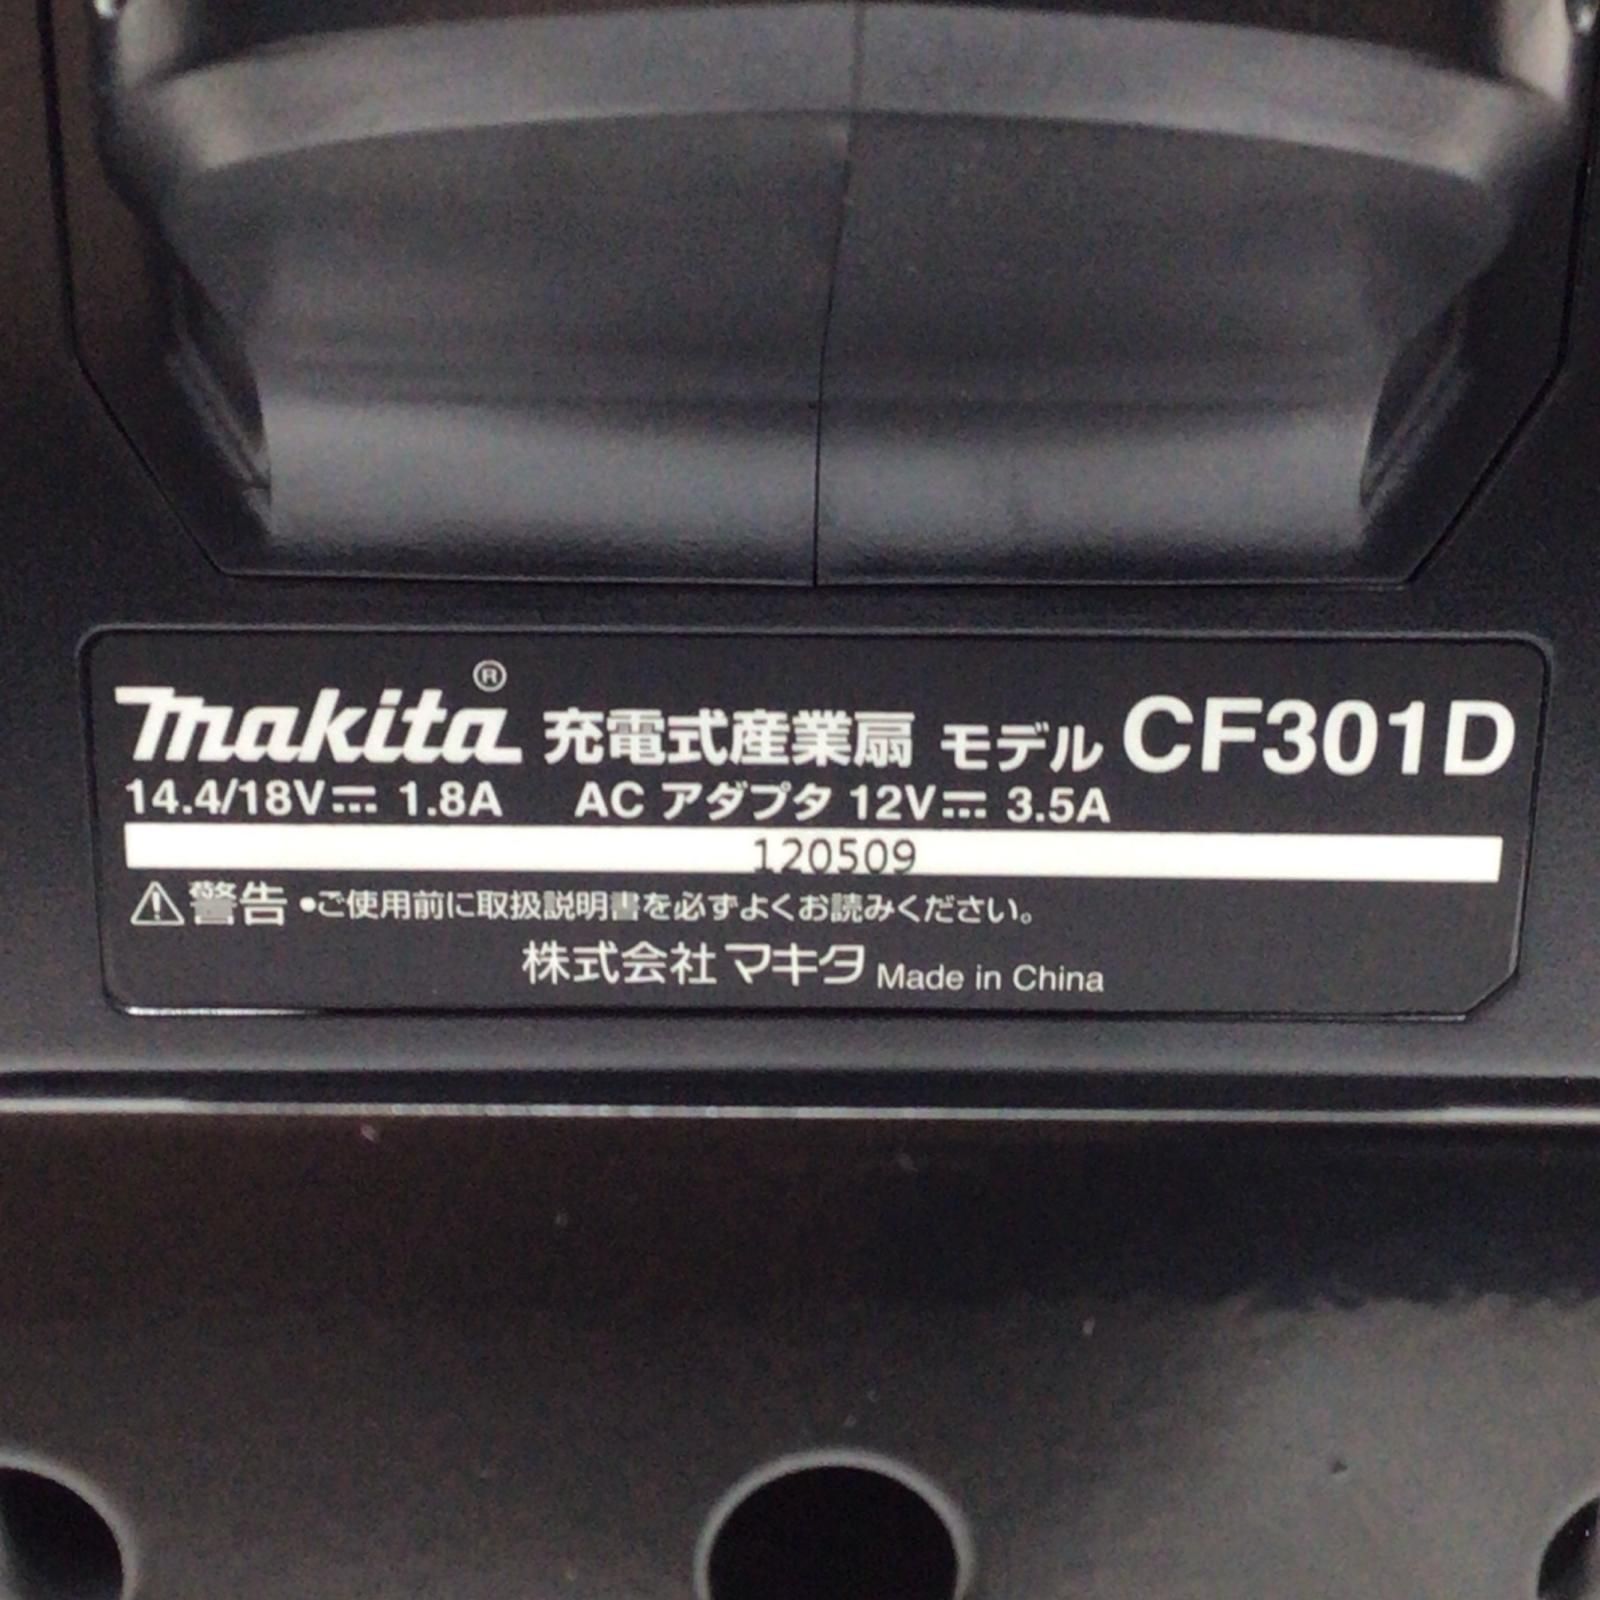 makita® 充電式産業扇 モデル CF301D
14.4/18V⎓ 1.8A AC アダプタ 12V⎓ 3.5A
120509
⚠警告 •ご使用前に取扱説明書を必ずよくお読みください。
株式会社マキタ Made in China